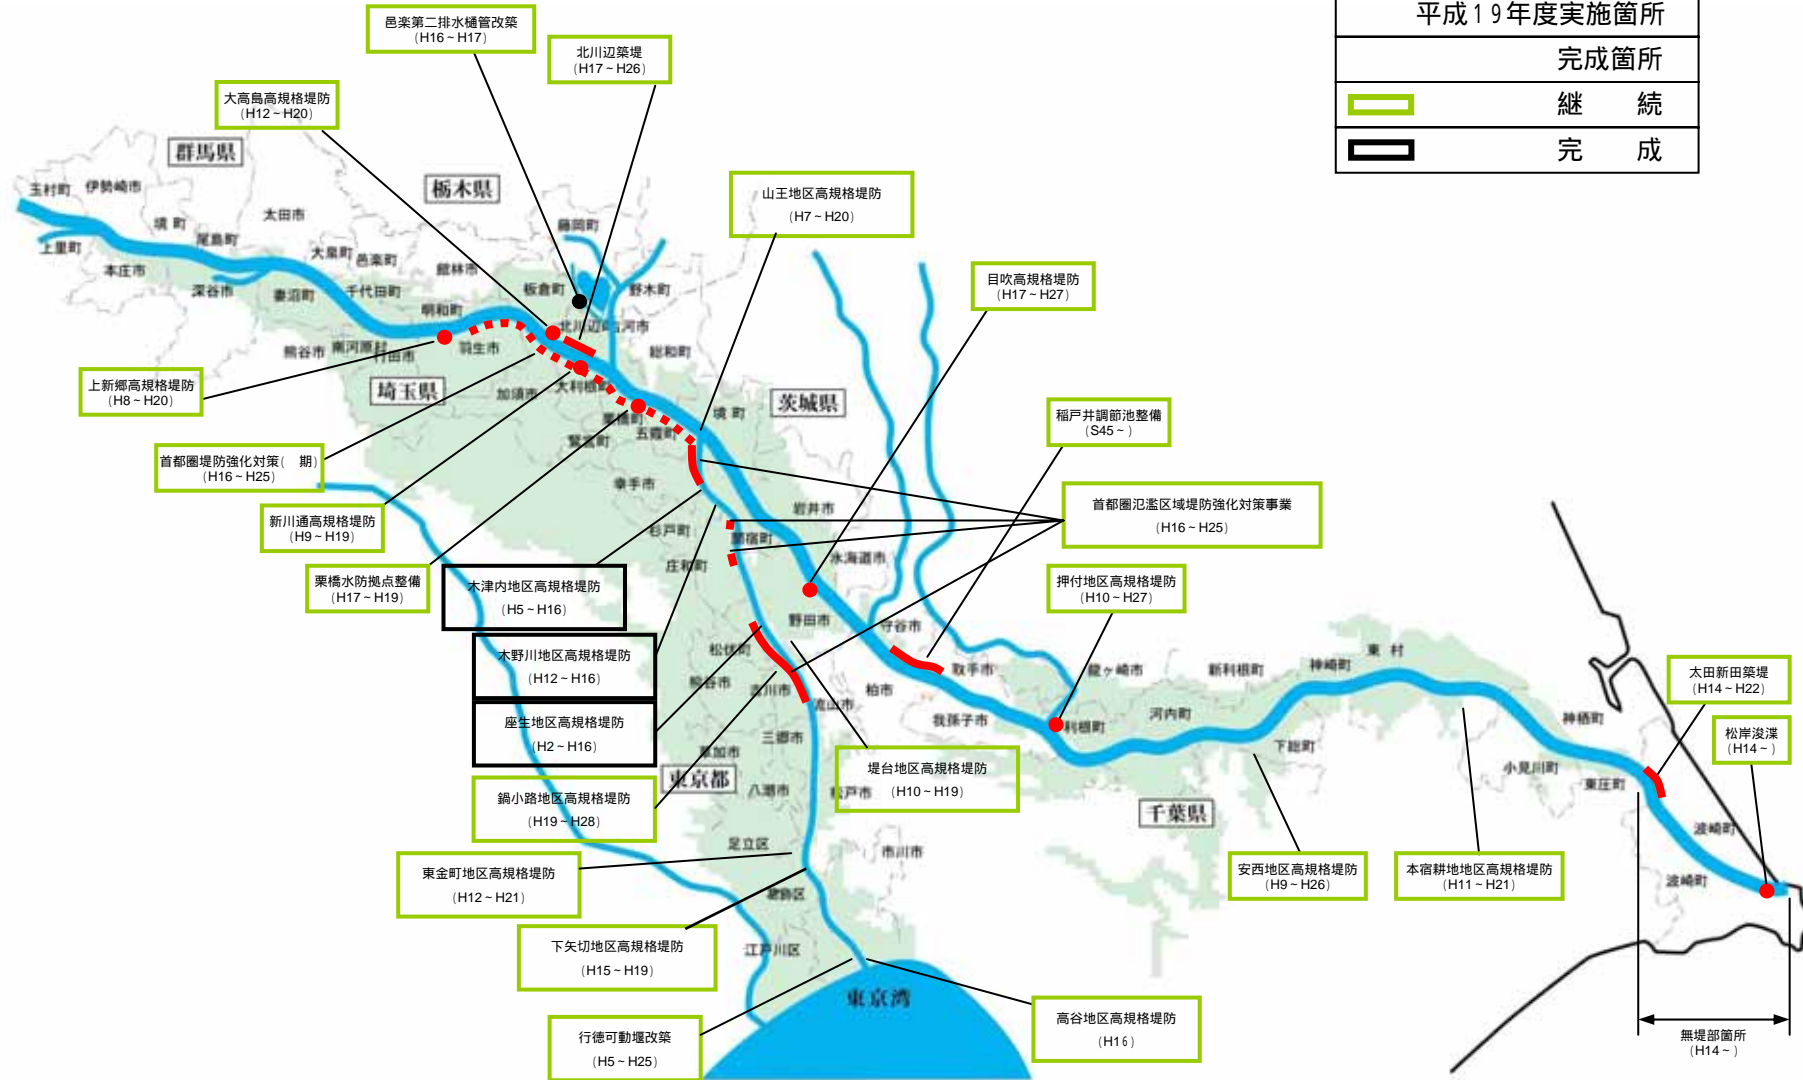 平成19年度実施箇所
完成箇所
継 続
完 成
邑楽第二排水樋管改築
(H16~H17)
北川辺築堤
(H17~H26)
大高島高規格堤防
(H12~H20)
群馬県
栃木県
玉村町
伊勢崎市
境町
太田市
尾島町
上里町
本庄市
深谷市
妻沼町
大泉町
邑楽町
千代田町
館林市
明和町
板倉町
藤岡町
野木町
山王地区高規格堤防
(H7~H20)
目吹高規格堤防
(H17~H27)
熊谷市
南河原村
行田市
羽生市
総和町
埼玉県
加須市
大利根町
茨城県
境町
栗橋町
五霞町
鷲宮町
幸手市
上新郷高規格堤防
(H8~H20)
稲戸井調節池整備
(S45~)
首都圏堤防強化対策( 期)
(H16~H25)
新川通高規格堤防
(H9~H19)
首都圏氾濫区域堤防強化対策事業
(H16~H25)
岩井市
杉戸町
関宿町
庄和町
水海道市
栗橋水防拠点整備
(H17~H19)
木津内地区高規格堤防
(H5~H16)
押付地区高規格堤防
(H10~H27)
野田市
守谷市
松伏町
取手市
龍ヶ崎市
新利根町
神崎町
東村
木野川地区高規格堤防
(H12~H16)
吉川市
流山市
柏市
我孫子市
利根町
河内町
下総町
神栖町
小見川町
東庄町
太田新田築堤
(H14~H22)
松岸浚渫
(H14~)
座生地区高規格堤防
(H2~H16)
三郷市
草加市
東京都
八潮市
松戸市
堤台地区高規格堤防
(H10~H19)
千葉県
鍋小路地区高規格堤防
(H19~H28)
足立区
市川市
波崎町
波崎町
東金町地区高規格堤防
(H12~H21)
葛飾区
安西地区高規格堤防
(H9~H26)
本宿耕地地区高規格堤防
(H11~H21)
下矢切地区高規格堤防
(H15~H19)
江戸川区
東京湾
高谷地区高規格堤防
(H16)
行徳可動堰改築
(H5~H25)
無堤部箇所
(H14~)